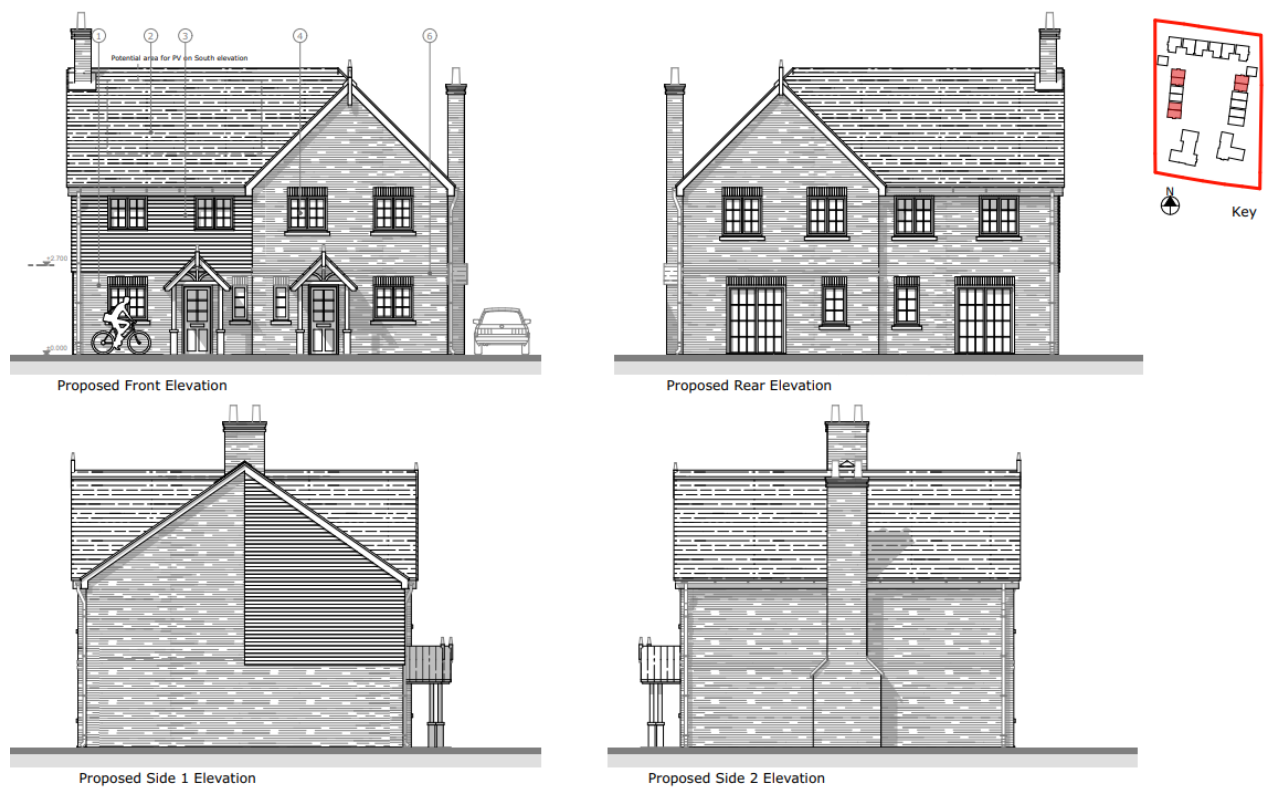 1 2 3 4 6
Potential area for PV on South elevation
+2.700
±0.000
Proposed Front Elevation
Proposed Rear Elevation
N
Key
Proposed Side 1 Elevation
Proposed Side 2 Elevation